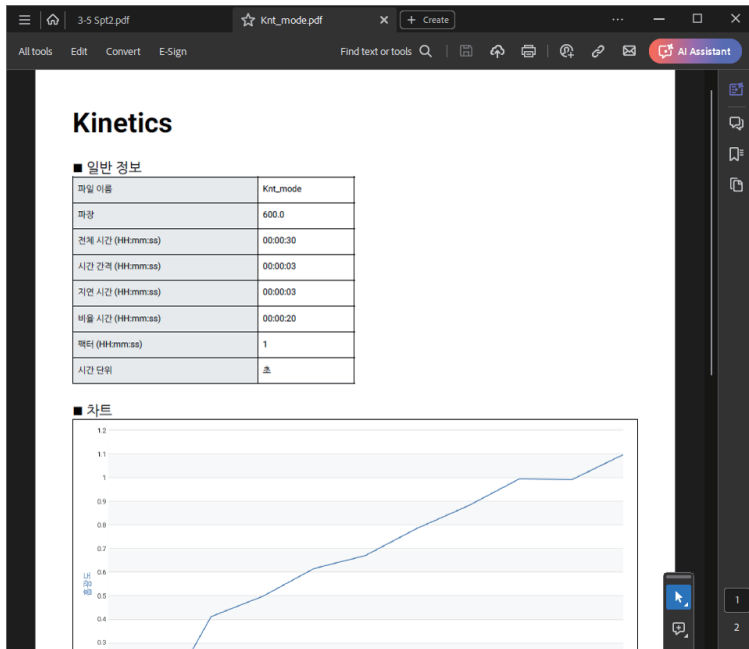 3-5 Spt2.pdf
Knt_mode.pdf
+ Create
All tools Edit Convert E-Sign Find text or tools AI Assistant
Kinetics
■ 일반 정보
파일 이름 Knt_mode
파장 600.0
전체 시간 (HH:mm:ss) 00:00:30
시간 간격 (HH:mm:ss) 00:00:03
지연 시간 (HH:mm:ss) 00:00:03
비율 시간 (HH:mm:ss) 00:00:20
팩터 (HH:mm:ss) 1
시간 단위 초
■ 차트
1.2
1.1
1
0.9
0.8
0.7
0.6
0.5
0.4
0.3
흡광도
1
2